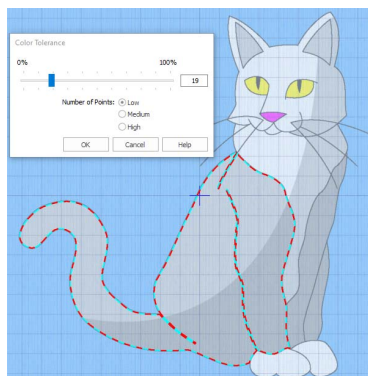 Color Tolerance
0% 100%
19
Number of Points: Low
Medium
High
OK Cancel Help